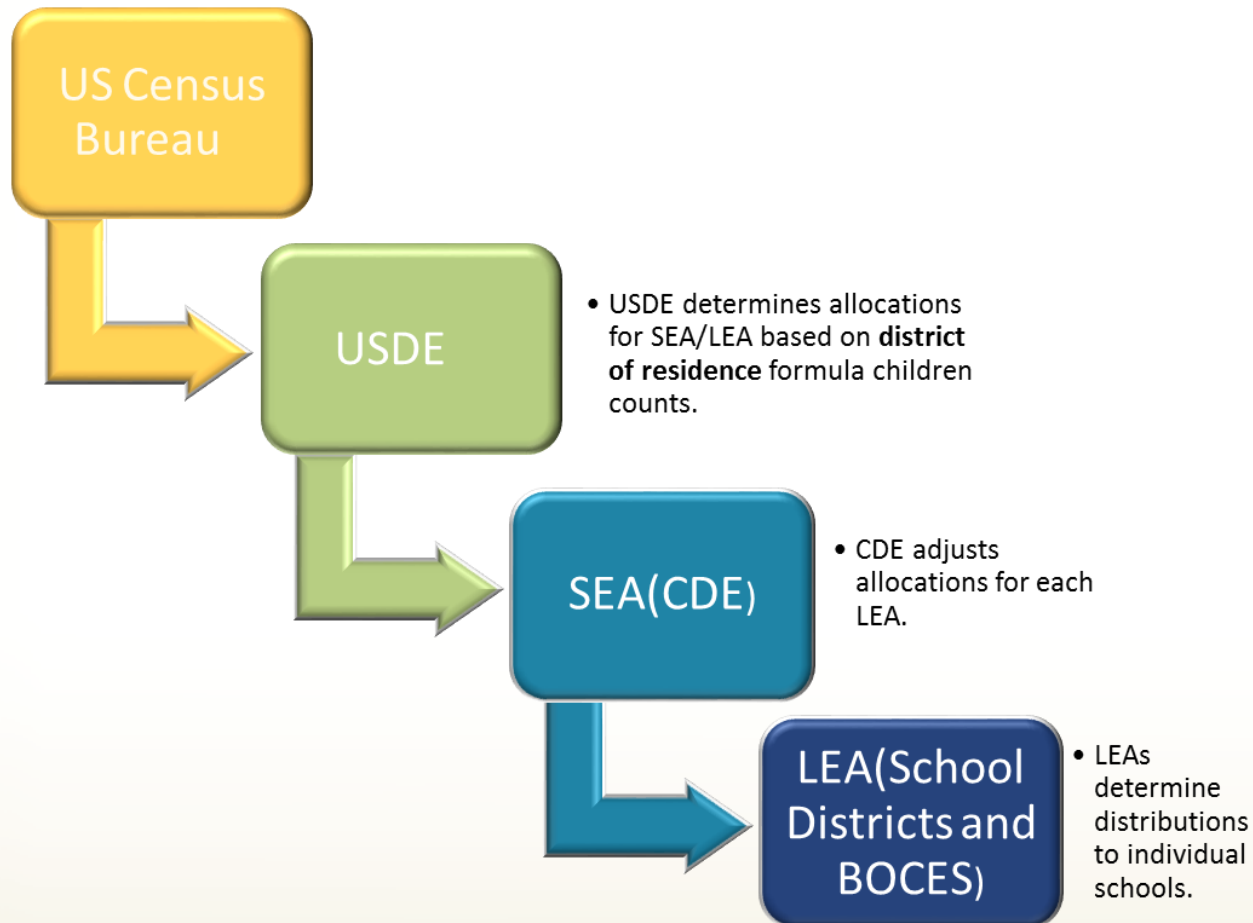 US Census
Bureau
USDE
• USDE determines allocations
for SEA/LEA based on district
of residence formula children
counts.
SEA(CDE)
• CDE adjusts
allocations for each
LEA.
LEA(School
Districts and
BOCES)
• LEAs
determine
distributions
to individual
schools.